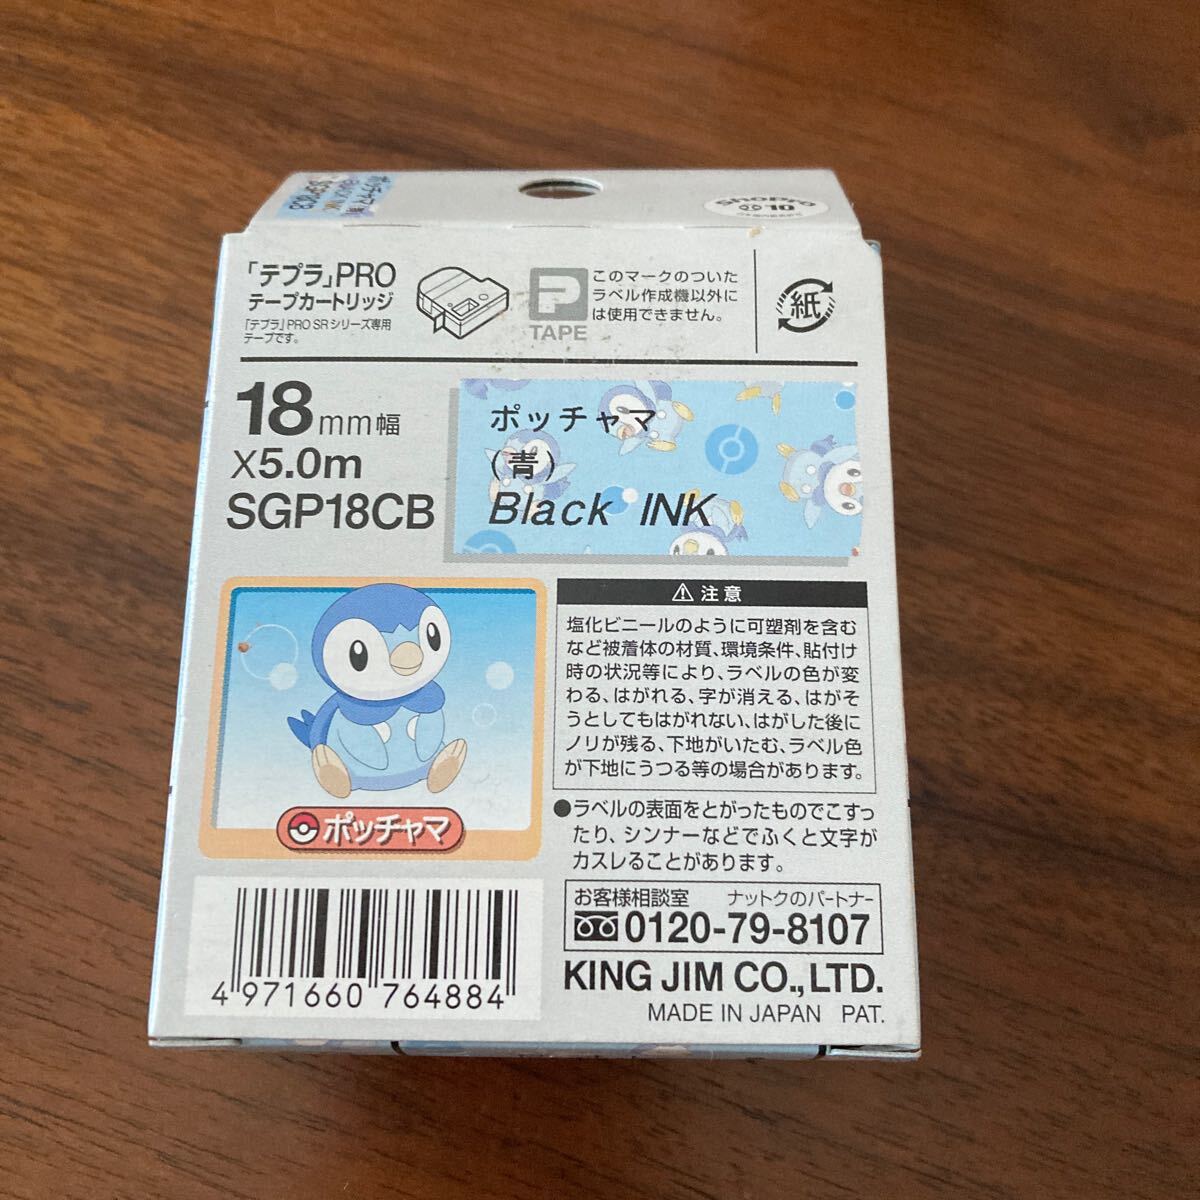 ポッチャマ(青)
Black INK
SGP18CB
ShoPro
10
「テプラ」PRO
テープカートリッジ
「テプラ」PRO SRシリーズ専用
テープです。
TAPE
このマークのついた
ラベル作成機以外に
は使用できません。
紙
18mm幅
X5.0m
SGP18CB
ポッチャマ
(青)
Black INK
ポッチャマ
⚠注意
塩化ビニールのように可塑剤を含む
など被着体の材質、環境条件、貼付け
時の状況等により、ラベルの色が変
わる、はがれる、字が消える、はがそ
うとしてもはがれない、はがした後に
ノリが残る、下地がいたむ、ラベル色
が下地にうつる等の場合があります。
●ラベルの表面をとがったものでこすっ
たり、シンナーなどでふくと文字が
カスレることがあります。
お客様相談室 ナットクのパートナー
0120-79-8107
KING JIM CO.,LTD.
MADE IN JAPAN PAT.
4 971660 764884